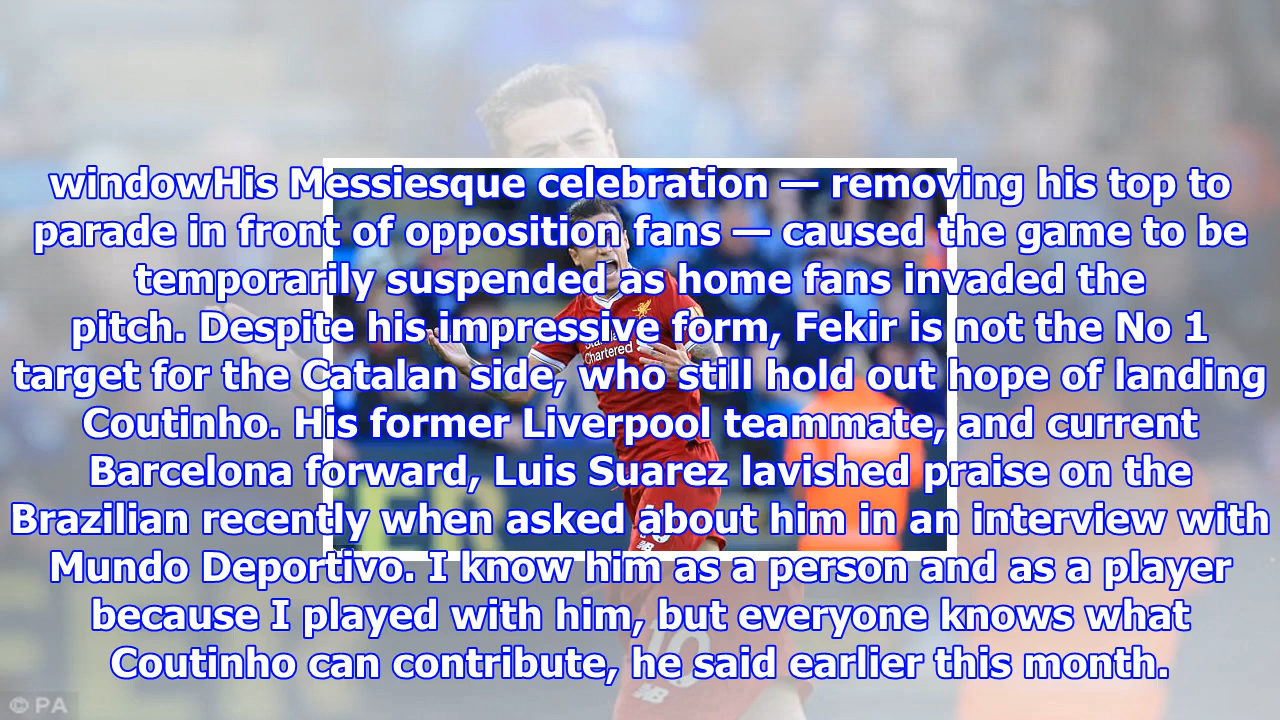 windowHis Messiesque celebration — removing his top to
parade in front of opposition fans — caused the game to be
temporarily suspended as home fans invaded the
pitch. Despite his impressive form, Fekir is not the No 1
target for the Catalan side, who still hold out hope of landing
Coutinho. His former Liverpool teammate, and current
Barcelona forward, Luis Suarez lavished praise on the
Brazilian recently when asked about him in an interview with
Mundo Deportivo. I know him as a person and as a player
because I played with him, but everyone knows what
Coutinho can contribute, he said earlier this month.
Chartered
10
NB
© PA